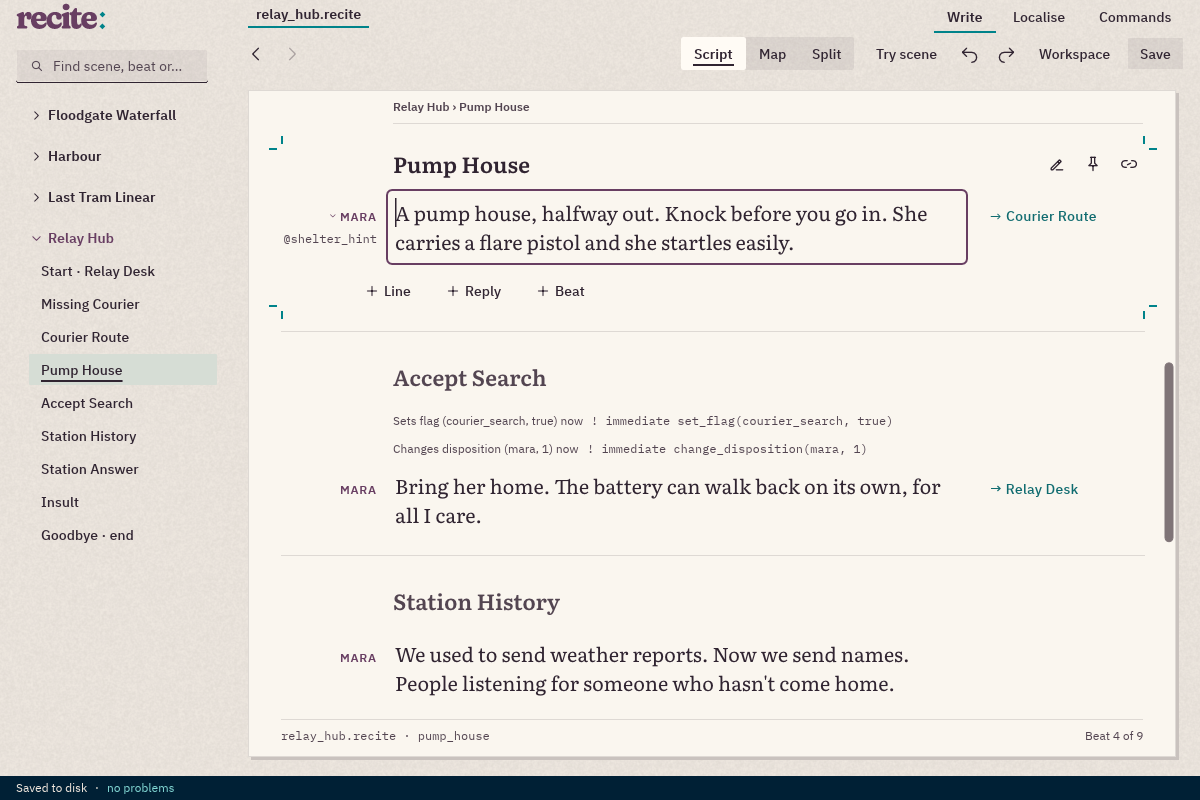 recite:
relay_hub.recite
Write
Localise
Commands
Find scene, beat or...
Script
Map
Split
Try scene
Workspace
Save
Floodgate Waterfall
Harbour
Last Tram Linear
Relay Hub
Start · Relay Desk
Missing Courier
Courier Route
Pump House
Accept Search
Station History
Station Answer
Insult
Goodbye · end
Relay Hub › Pump House
Pump House
MARA
@shelter_hint
A pump house, halfway out. Knock before you go in. She
carries a flare pistol and she startles easily.
→ Courier Route
+ Line
+ Reply
+ Beat
Accept Search
Sets flag (courier_search, true) now ! immediate set_flag(courier_search, true)
Changes disposition (mara, 1) now ! immediate change_disposition(mara, 1)
MARA
Bring her home. The battery can walk back on its own, for
all I care.
→ Relay Desk
Station History
MARA
We used to send weather reports. Now we send names.
People listening for someone who hasn't come home.
relay_hub.recite · pump_house
Beat 4 of 9
Saved to disk · no problems